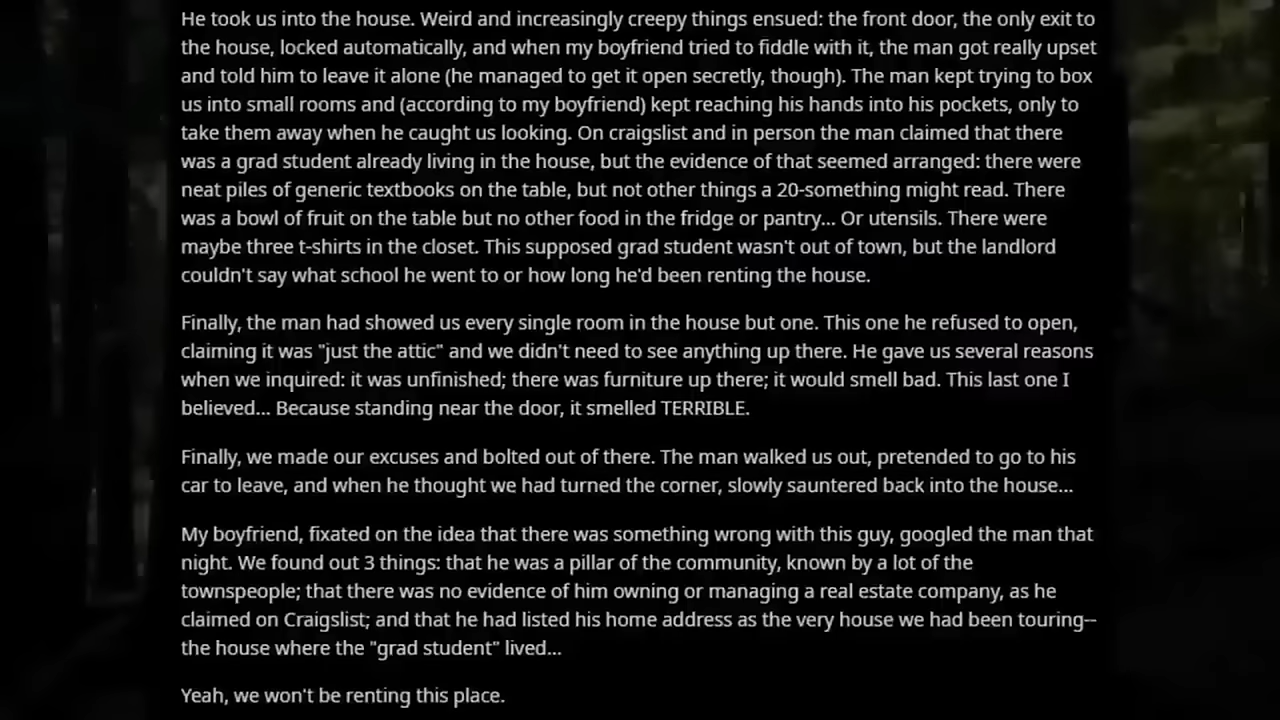 He took us into the house. Weird and increasingly creepy things ensued: the front door, the only exit to
the house, locked automatically, and when my boyfriend tried to fiddle with it, the man got really upset
and told him to leave it alone (he managed to get it open secretly, though). The man kept trying to box
us into small rooms and (according to my boyfriend) kept reaching his hands into his pockets, only to
take them away when he caught us looking. On craigslist and in person the man claimed that there
was a grad student already living in the house, but the evidence of that seemed arranged: there were
neat piles of generic textbooks on the table, but not other things a 20-something might read. There
was a bowl of fruit on the table but no other food in the fridge or pantry... Or utensils. There were
maybe three t-shirts in the closet. This supposed grad student wasn't out of town, but the landlord
couldn't say what school he went to or how long he'd been renting the house.
Finally, the man had showed us every single room in the house but one. This one he refused to open,
claiming it was "just the attic" and we didn't need to see anything up there. He gave us several reasons
when we inquired: it was unfinished; there was furniture up there; it would smell bad. This last one I
believed... Because standing near the door, it smelled TERRIBLE.
Finally, we made our excuses and bolted out of there. The man walked us out, pretended to go to his
car to leave, and when he thought we had turned the corner, slowly sauntered back into the house...
My boyfriend, fixated on the idea that there was something wrong with this guy, googled the man that
night. We found out 3 things: that he was a pillar of the community, known by a lot of the
townspeople; that there was no evidence of him owning or managing a real estate company, as he
claimed on Craigslist; and that he had listed his home address as the very house we had been touring--
the house where the "grad student" lived...
Yeah, we won't be renting this place.